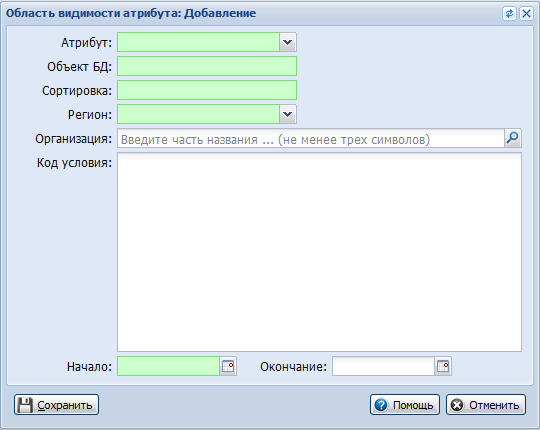 Область видимости атрибута: Добавление
Атрибут:
Объект БД:
Сортировка:
Регион:
Организация: Введите часть названия ... (не менее трех символов)
Код условия:
Начало: Окончание:
Сохранить Помощь Отменить